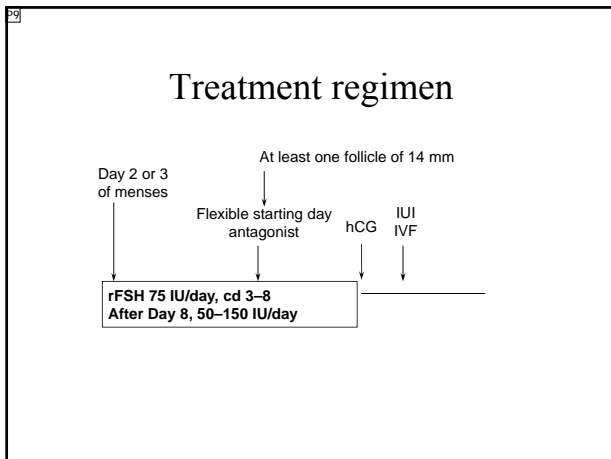 P9
Treatment regimen
At least one follicle of 14 mm
Day 2 or 3
of menses
Flexible starting day
antagonist
hCG
IUI
IVF
rFSH 75 IU/day, cd 3–8
After Day 8, 50–150 IU/day